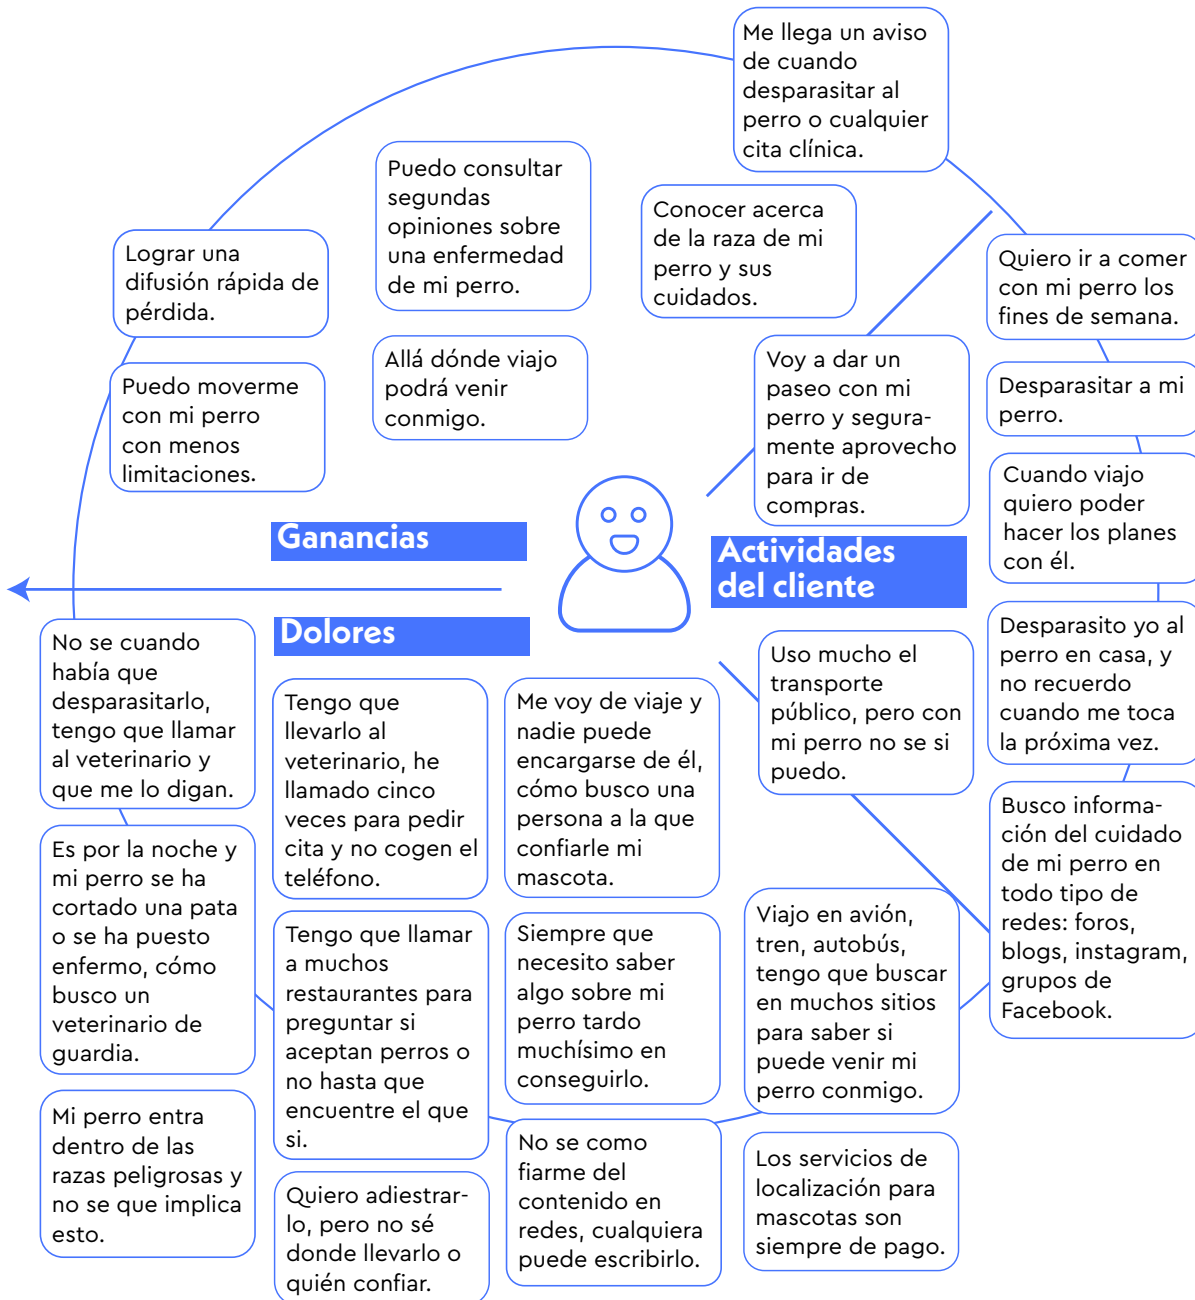 Me llega un aviso
de cuando
desparasitar al
perro o cualquier
cita clínica.
Puedo consultar
segundas
opiniones sobre
una enfermedad
de mi perro.
Conocer acerca
de la raza de mi
perro y sus
cuidados.
Lograr una
difusión rápida de
pérdida.
Allá dónde viajo
podrá venir
conmigo.
Puedo moverme
con mi perro
con menos
limitaciones.
Ganancias
Quiero ir a comer
con mi perro los
fines de semana.
Voy a dar un
paseo con mi
perro y segura-
mente aprovecho
para ir de
compras.
Desparasitar a mi
perro.
Cuando viajo
quiero poder
hacer los planes
con él.
Actividades
del cliente
Desparasito yo al
perro en casa, y
no recuerdo
cuando me toca
la próxima vez.
Uso mucho el
transporte
público, pero con
mi perro no se si
puedo.
Busco informa-
ción del cuidado
de mi perro en
todo tipo de
redes: foros,
blogs, instagram,
grupos de
Facebook.
Dolores
No se cuando
había que
desparasitarlo,
tengo que llamar
al veterinario y
que me lo digan.
Tengo que
llevarlo al
veterinario, he
llamado cinco
veces para pedir
cita y no cogen el
teléfono.
Me voy de viaje y
nadie puede
encargarse de él,
cómo busco una
persona a la que
confiarle mi
mascota.
Es por la noche y
mi perro se ha
cortado una pata
o se ha puesto
enfermo, cómo
busco un
veterinario de
guardia.
Tengo que llamar
a muchos
restaurantes para
preguntar si
aceptan perros o
no hasta que
encuentre el que
si.
Siempre que
necesito saber
algo sobre mi
perro tardo
muchísimo en
conseguirlo.
Viajo en avión,
tren, autobús,
tengo que buscar
en muchos sitios
para saber si
puede venir mi
perro conmigo.
Mi perro entra
dentro de las
razas peligrosas y
no se que implica
esto.
Quiero adiestrar-
lo, pero no sé
donde llevarlo o
quién confiar.
No se como
fiarme del
contenido en
redes, cualquiera
puede escribirlo.
Los servicios de
localización para
mascotas son
siempre de pago.